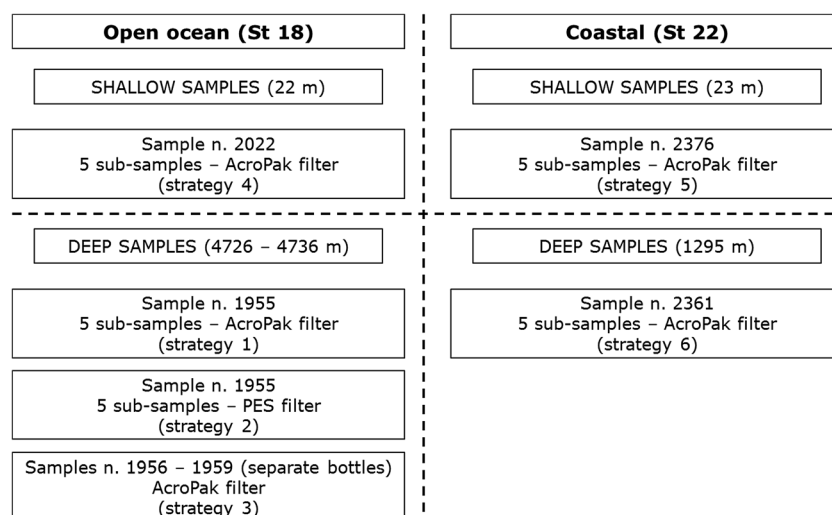 Open ocean (St 18)
SHALLOW SAMPLES (22 m)
Sample n. 2022
5 sub-samples – AcroPak filter
(strategy 4)
DEEP SAMPLES (4726 – 4736 m)
Sample n. 1955
5 sub-samples – AcroPak filter
(strategy 1)
Sample n. 1955
5 sub-samples – PES filter
(strategy 2)
Samples n. 1956 – 1959 (separate bottles)
AcroPak filter
(strategy 3)
Coastal (St 22)
SHALLOW SAMPLES (23 m)
Sample n. 2376
5 sub-samples – AcroPak filter
(strategy 5)
DEEP SAMPLES (1295 m)
Sample n. 2361
5 sub-samples – AcroPak filter
(strategy 6)